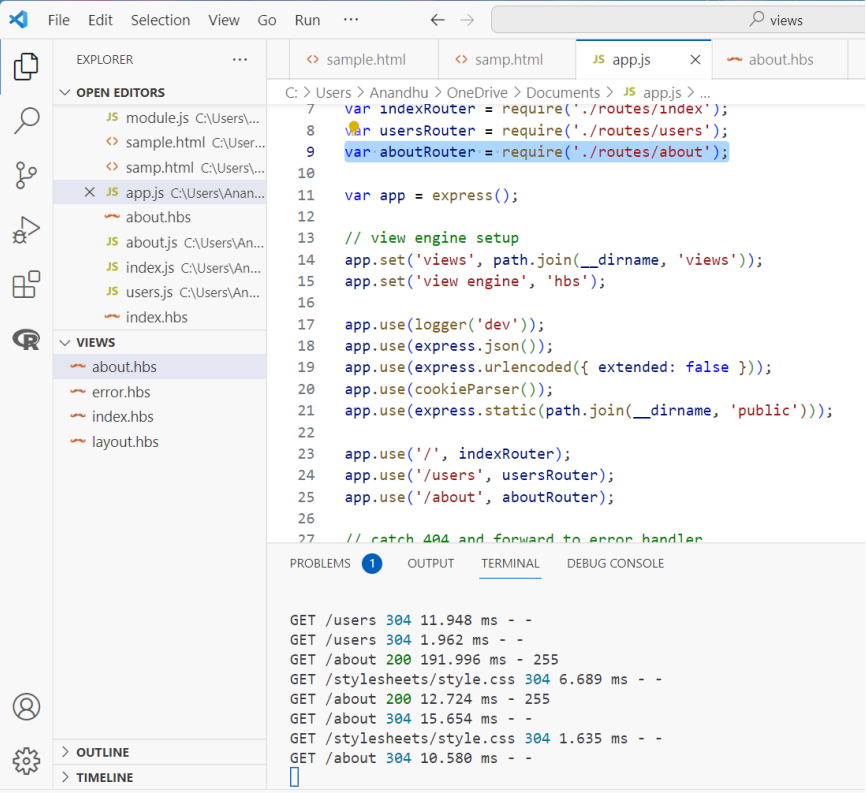 File Edit Selection View Go Run ··· views
EXPLORER ···
OPEN EDITORS
JS module.js C:\Users\...
<> sample.html C:\User...
<> samp.html C:\Users\...
JS app.js C:\Users\Anan...
about.hbs
JS about.js C:\Users\An...
JS index.js C:\Users\An...
JS users.js C:\Users\An...
index.hbs
VIEWS
about.hbs
error.hbs
index.hbs
layout.hbs
OUTLINE
TIMELINE
<> sample.html <> samp.html JS app.js about.hbs
C: > Users > Anandhu > OneDrive > Documents > JS app.js > ...
7 var indexRouter = require('./routes/index');
8 var usersRouter = require('./routes/users');
9 var aboutRouter = require('./routes/about');
10
11 var app = express();
12
13 // view engine setup
14 app.set('views', path.join(__dirname, 'views'));
15 app.set('view engine', 'hbs');
16
17 app.use(logger('dev'));
18 app.use(express.json());
19 app.use(express.urlencoded({ extended: false }));
20 app.use(cookieParser());
21 app.use(express.static(path.join(__dirname, 'public')));
22
23 app.use('/', indexRouter);
24 app.use('/users', usersRouter);
25 app.use('/about', aboutRouter);
26
27 // catch 404 and forward to error handler
PROBLEMS 1 OUTPUT TERMINAL DEBUG CONSOLE
GET /users 304 11.948 ms - -
GET /users 304 1.962 ms - -
GET /about 200 191.996 ms - 255
GET /stylesheets/style.css 304 6.689 ms - -
GET /about 200 12.724 ms - 255
GET /about 304 15.654 ms - -
GET /stylesheets/style.css 304 1.635 ms - -
GET /about 304 10.580 ms - -